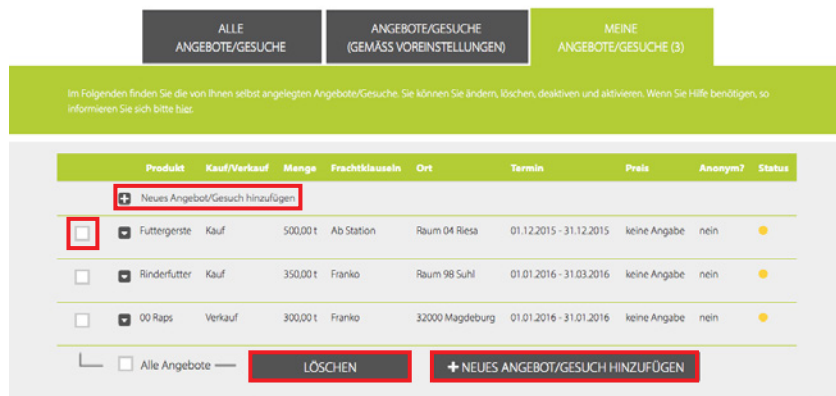 ALLE
ANGEBOTE/GESUCHE
ANGEBOTE/GESUCHE
(GEMÄSS VOREINSTELLUNGEN)
MEINE
ANGEBOTE/GESUCHE (3)
Im Folgenden finden Sie die von Ihnen selbst angelegten Angebote/Gesuche. Sie können Sie ändern, löschen, deaktiven und aktivieren. Wenn Sie Hilfe benötigen, so
informieren Sie sich bitte hier.
Produkt Kauf/Verkauf Menge Frachtklauseln Ort Termin Preis Anonym? Status
Neues Angebot/Gesuch hinzufügen
Futtergerste Kauf 500,00 t Ab Station Raum 04 Riesa 01.12.2015 - 31.12.2015 keine Angabe nein
Rinderfutter Kauf 350,00 t Franko Raum 98 Suhl 01.01.2016 - 31.03.2016 keine Angabe nein
00 Raps Verkauf 300,00 t Franko 32000 Magdeburg 01.01.2016 - 31.01.2016 keine Angabe nein
Alle Angebote LÖSCHEN + NEUES ANGEBOT/GESUCH HINZUFÜGEN